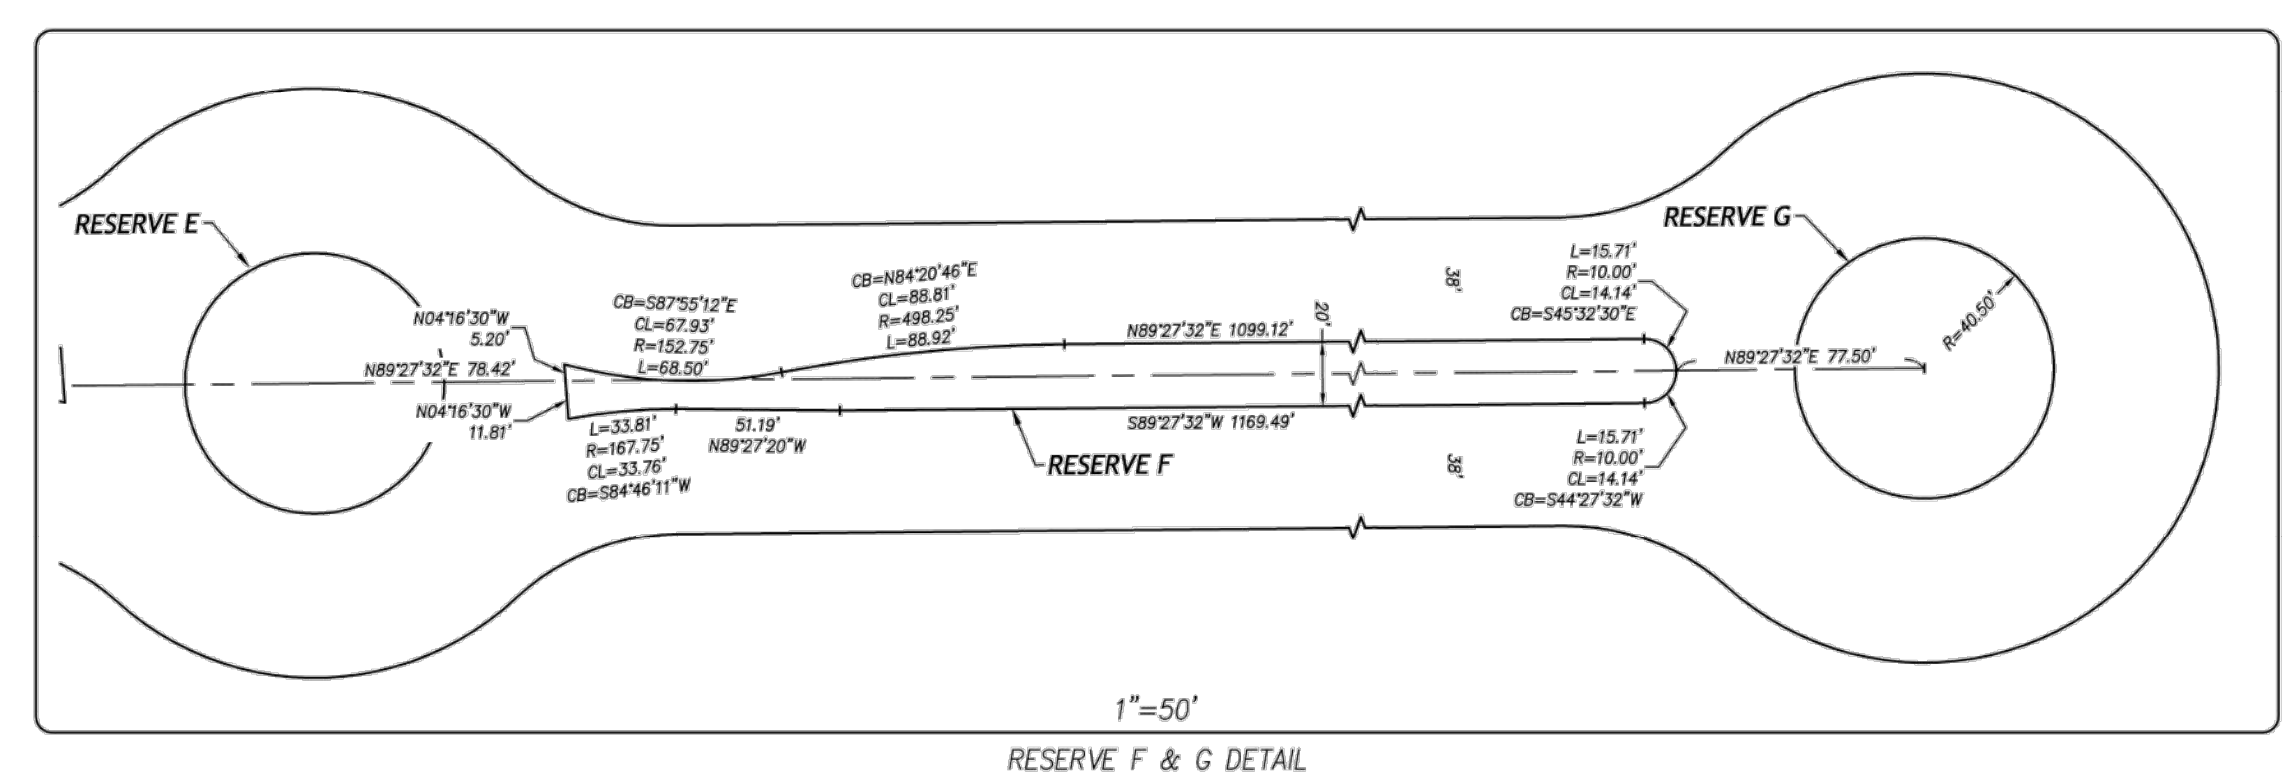 RESERVE E
N04°16'30"W
5.20'
N89°27'32"E 78.42'
N04°16'30"W
11.81'
CB=S87°55'12"E
CL=67.93'
R=152.75'
L=68.50'
CB=N84°20'46"E
CL=88.81'
R=498.25'
L=88.92'
L=33.81'
R=167.75'
CL=33.76'
CB=S84°46'11"W
51.19'
N89°27'20"W
N89°27'32"E 1099.12'
20'
S89°27'32"W 1169.49'
RESERVE F
38'
38'
L=15.71'
R=10.00'
CL=14.14'
CB=S45°32'30"E
L=15.71'
R=10.00'
CL=14.14'
CB=S44°27'32"W
RESERVE G
N89°27'32"E 77.50'
R=40.50'
1"=50'
RESERVE F & G DETAIL